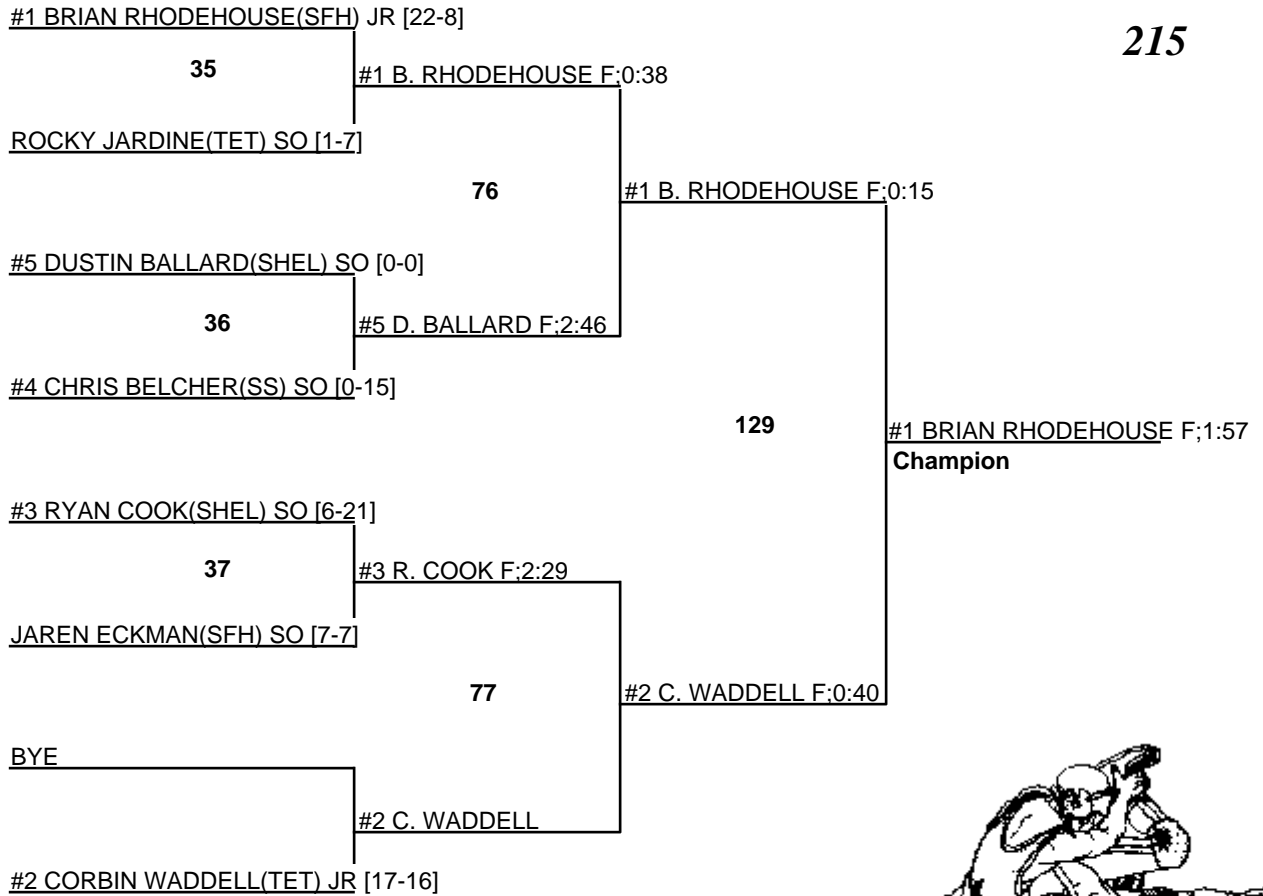 #1 BRIAN RHODEHOUSE(SFH) JR [22-8]
215
35
#1 B. RHODEHOUSE F;0:38
ROCKY JARDINE(TET) SO [1-7]
76
#1 B. RHODEHOUSE F;0:15
#5 DUSTIN BALLARD(SHEL) SO [0-0]
36
#5 D. BALLARD F;2:46
#4 CHRIS BELCHER(SS) SO [0-15]
129
#1 BRIAN RHODEHOUSE F;1:57
Champion
#3 RYAN COOK(SHEL) SO [6-21]
37
#3 R. COOK F;2:29
JAREN ECKMAN(SFH) SO [7-7]
77
#2 C. WADDELL F;0:40
BYE
#2 C. WADDELL
#2 CORBIN WADDELL(TET) JR [17-16]